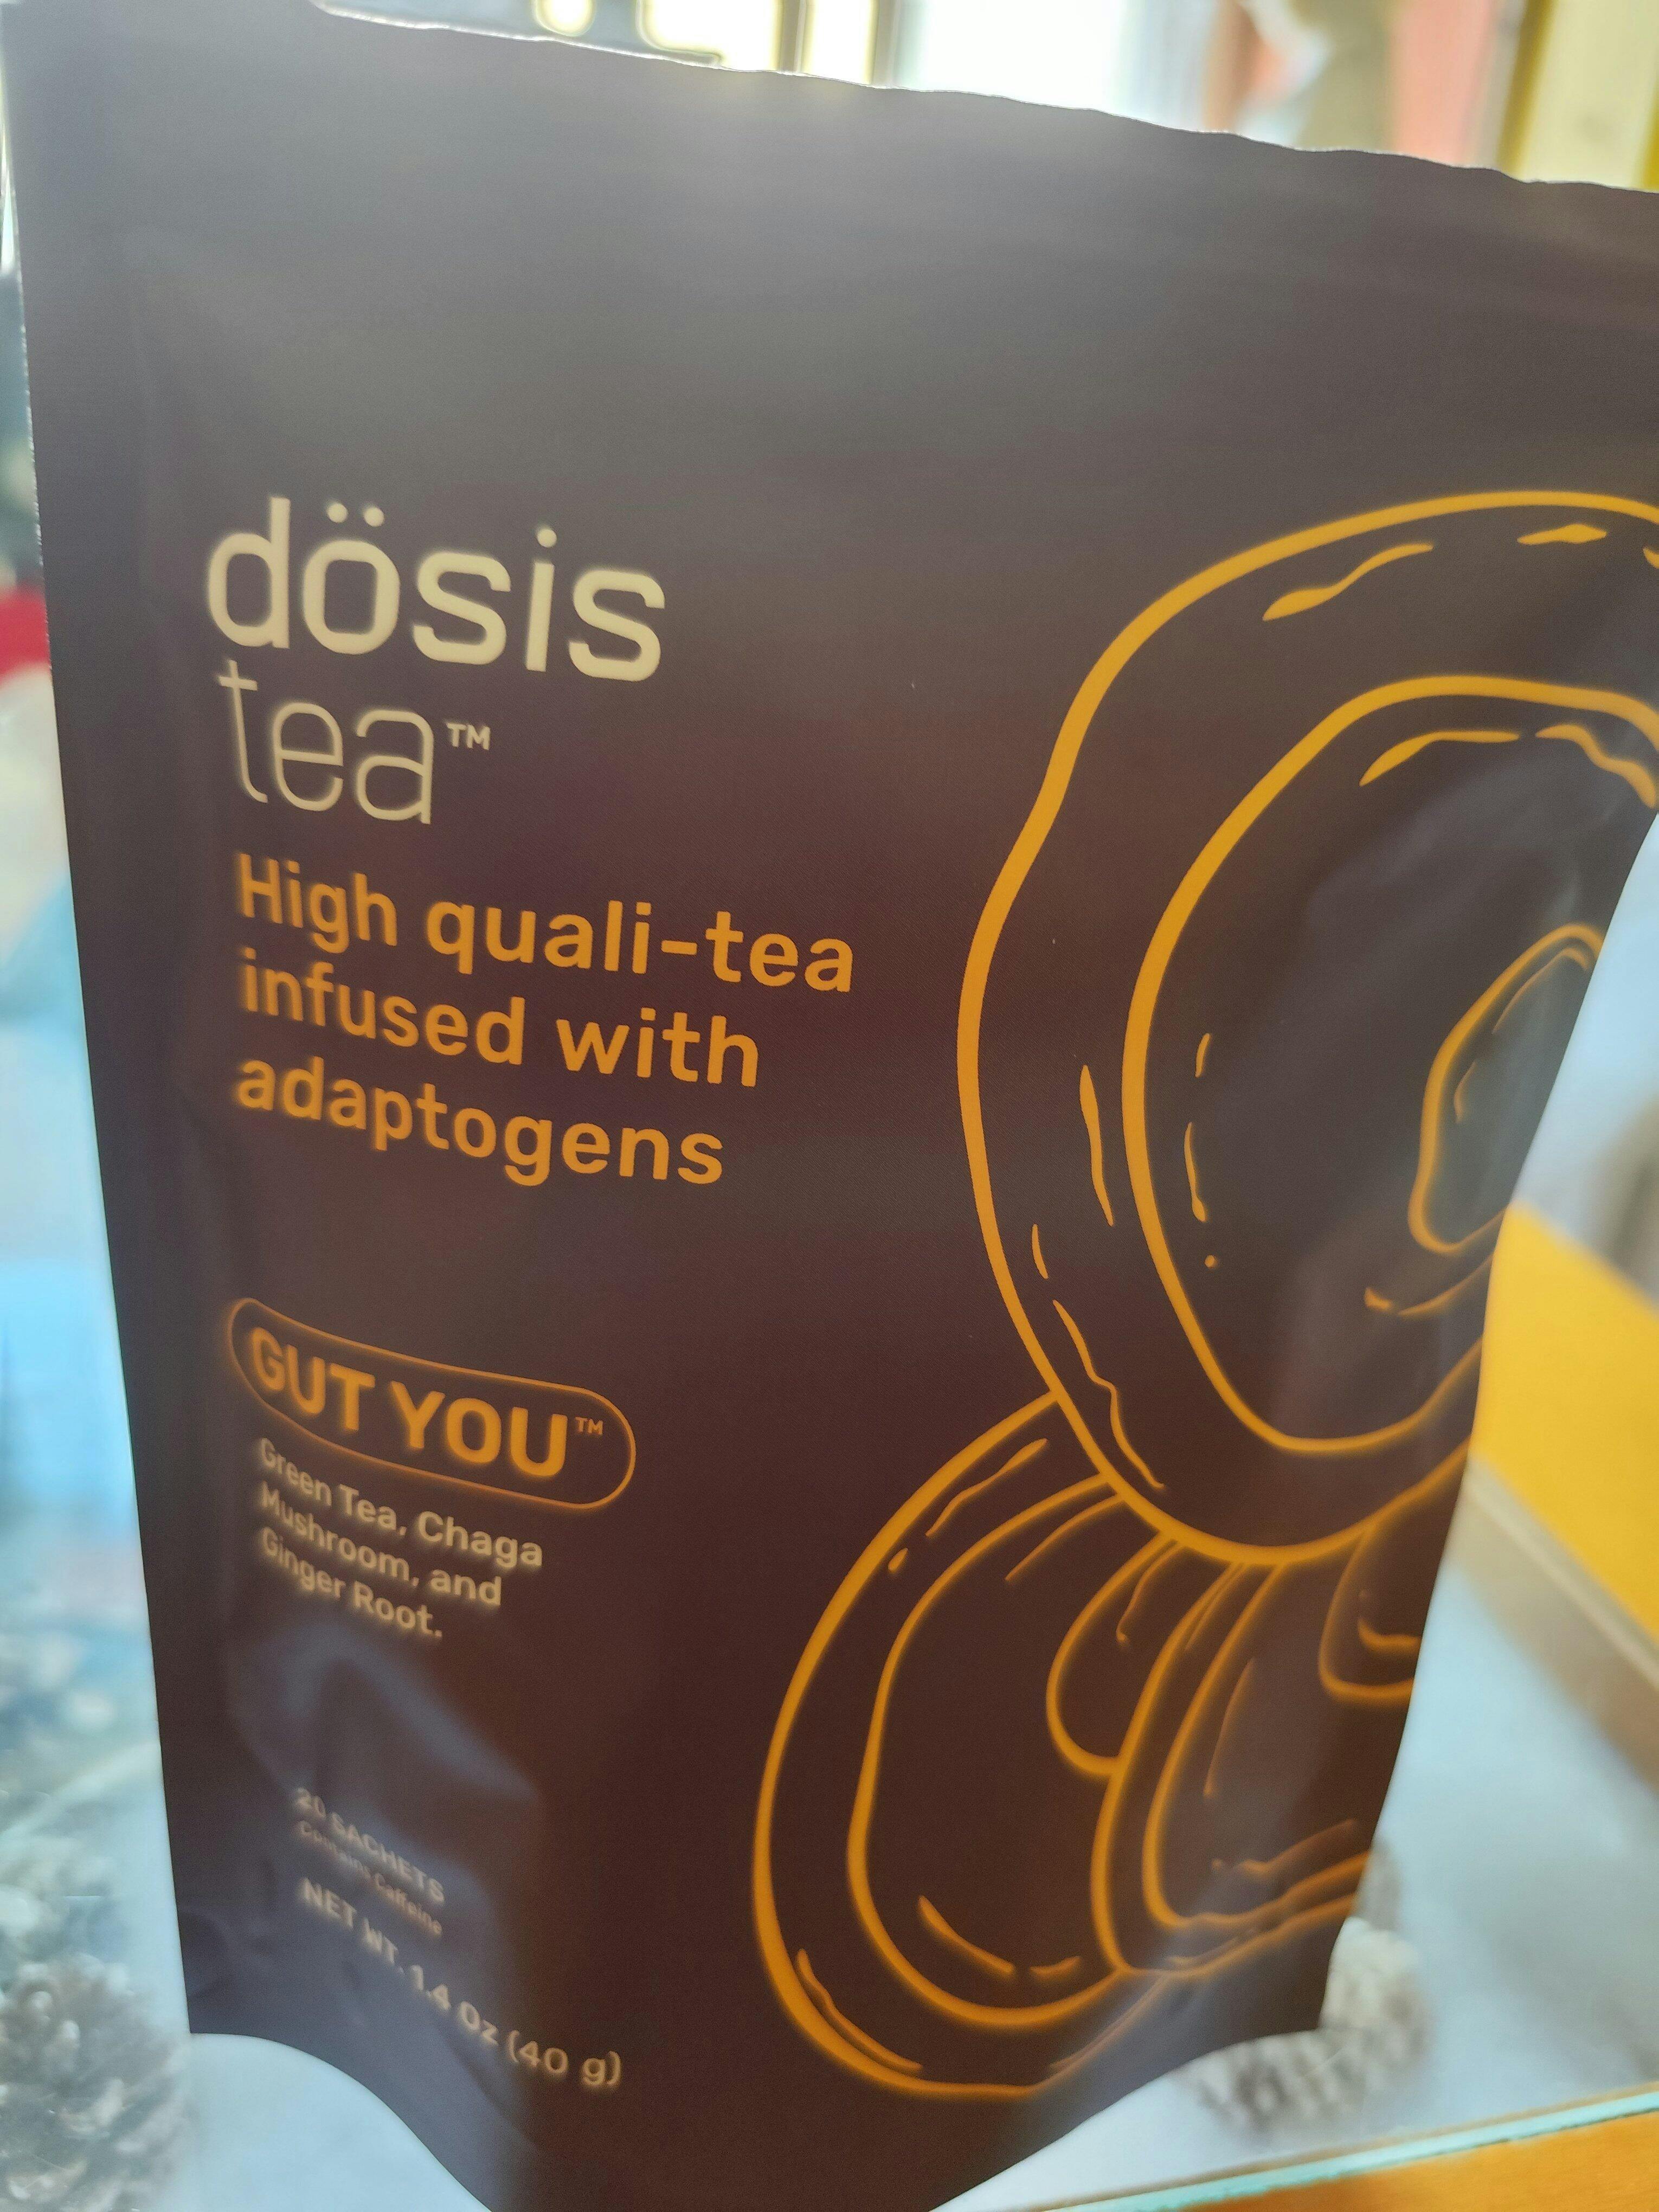 dösis
tea™
High quali-tea
infused with
adaptogens
GUT YOU™
Green Tea, Chaga
Mushroom, and
Ginger Root.
20 SACHETS
Contains Caffeine
NET WT. 1.4 Oz (40 g)